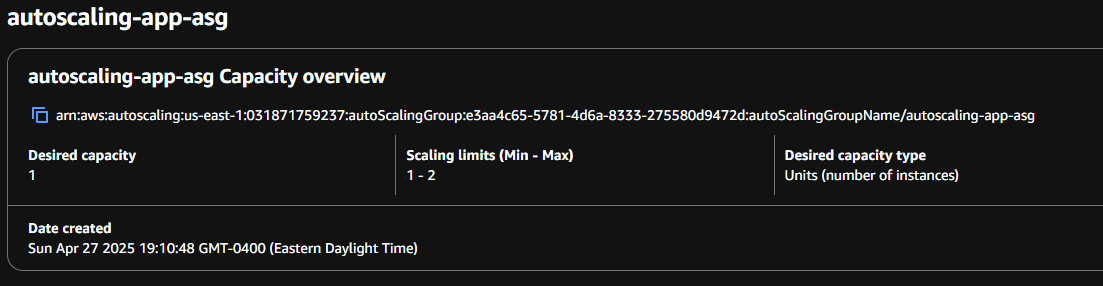 autoscaling-app-asg
autoscaling-app-asg Capacity overview
arn:aws:autoscaling:us-east-1:031871759237:autoScalingGroup:e3aa4c65-5781-4d6a-8333-275580d9472d:autoScalingGroupName/autoscaling-app-asg
Desired capacity
1
Scaling limits (Min - Max)
1 - 2
Desired capacity type
Units (number of instances)
Date created
Sun Apr 27 2025 19:10:48 GMT-0400 (Eastern Daylight Time)